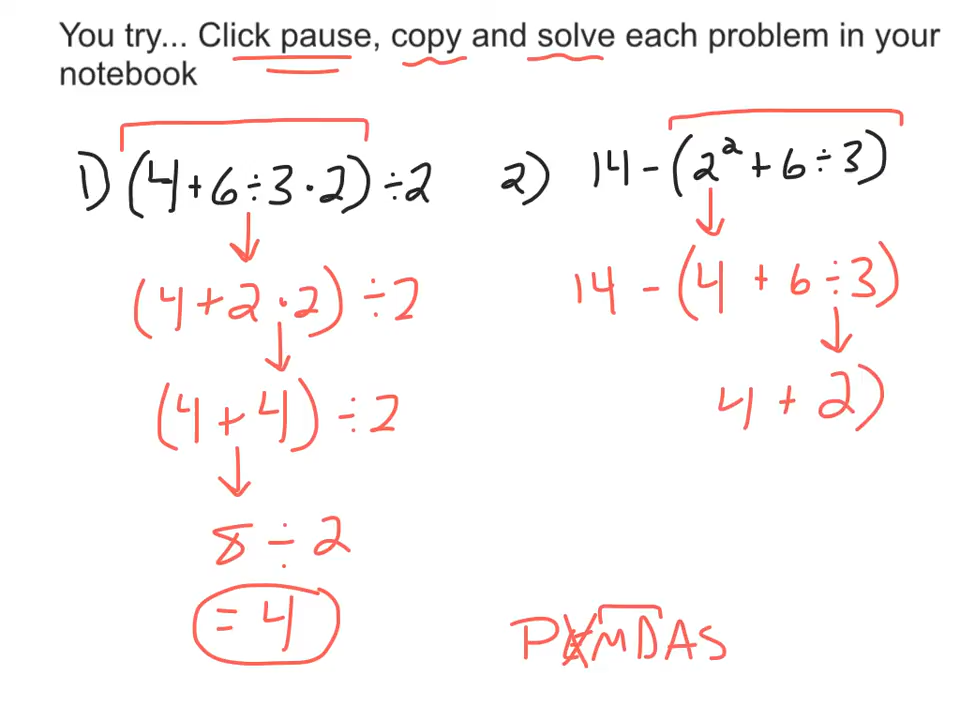 You try... Click pause, copy and solve each problem in your
notebook
1) (4+6÷3·2)÷2
(4+2·2)÷2
(4+4)÷2
8÷2
=4
2) 14-(2²+6÷3)
14-(4+6÷3)
4+2)
PEMDAS